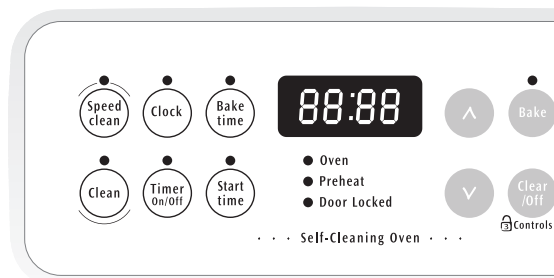 Speed
clean
Clock
Bake
time
88:88
Bake
Clean
Timer
On/Off
Start
time
Oven
Preheat
Door Locked
Clear
/Off
3 Controls
Self-Cleaning Oven